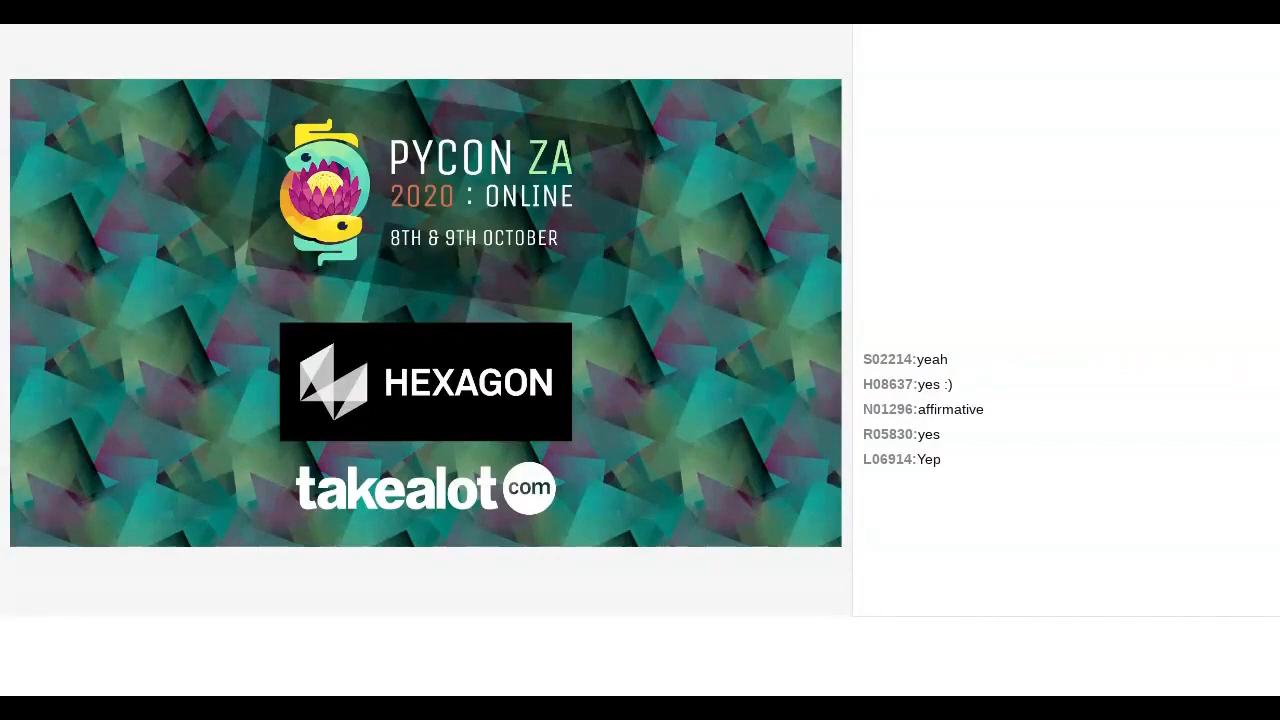 PYCON ZA
2020 : ONLINE
8TH & 9TH OCTOBER
HEXAGON
takealot com
S02214:yeah
H08637:yes :)
N01296:affirmative
R05830:yes
L06914:Yep